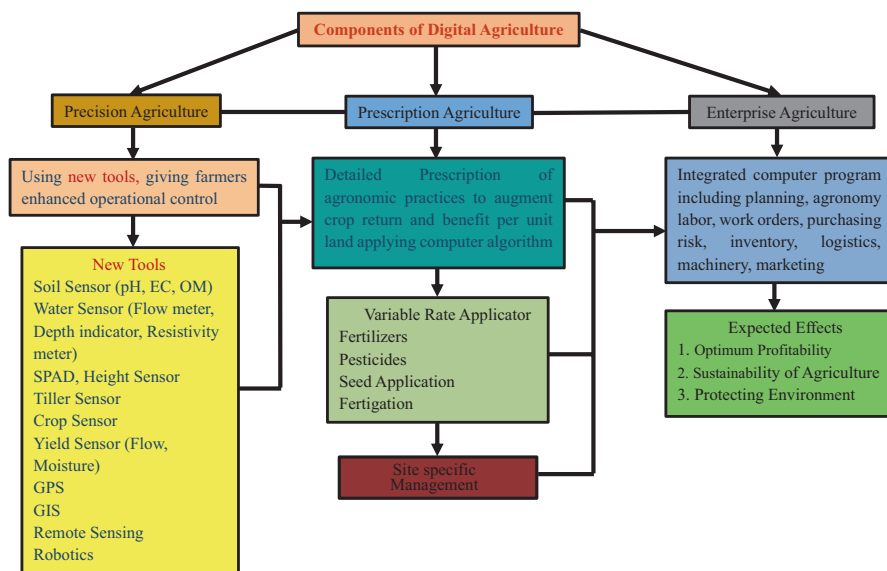 Components of Digital Agriculture
Precision Agriculture
Prescription Agriculture
Enterprise Agriculture
Using new tools, giving farmers
enhanced operational control
New Tools
Soil Sensor (pH, EC, OM)
Water Sensor (Flow meter,
Depth indicator, Resistivity
meter)
SPAD, Height Sensor
Tiller Sensor
Crop Sensor
Yield Sensor (Flow,
Moisture)
GPS
GIS
Remote Sensing
Robotics
Detailed Prescription of
agronomic practices to augment
crop return and benefit per unit
land applying computer algorithm
Variable Rate Applicator
Fertilizers
Pesticides
Seed Application
Fertigation
Site specific
Management
Integrated computer program
including planning, agronomy
labor, work orders, purchasing
risk, inventory, logistics,
machinery, marketing
Expected Effects
1. Optimum Profitability
2. Sustainability of Agriculture
3. Protecting Environment